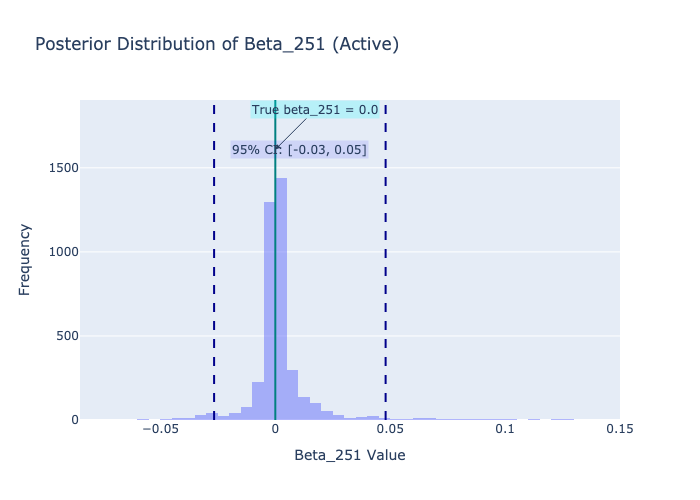 Posterior Distribution of Beta_251 (Active)
True beta_251 = 0.0
95% CI: [-0.03, 0.05]
1500
1000
500
0
−0.05
0
0.05
0.1
0.15
Frequency
Beta_251 Value